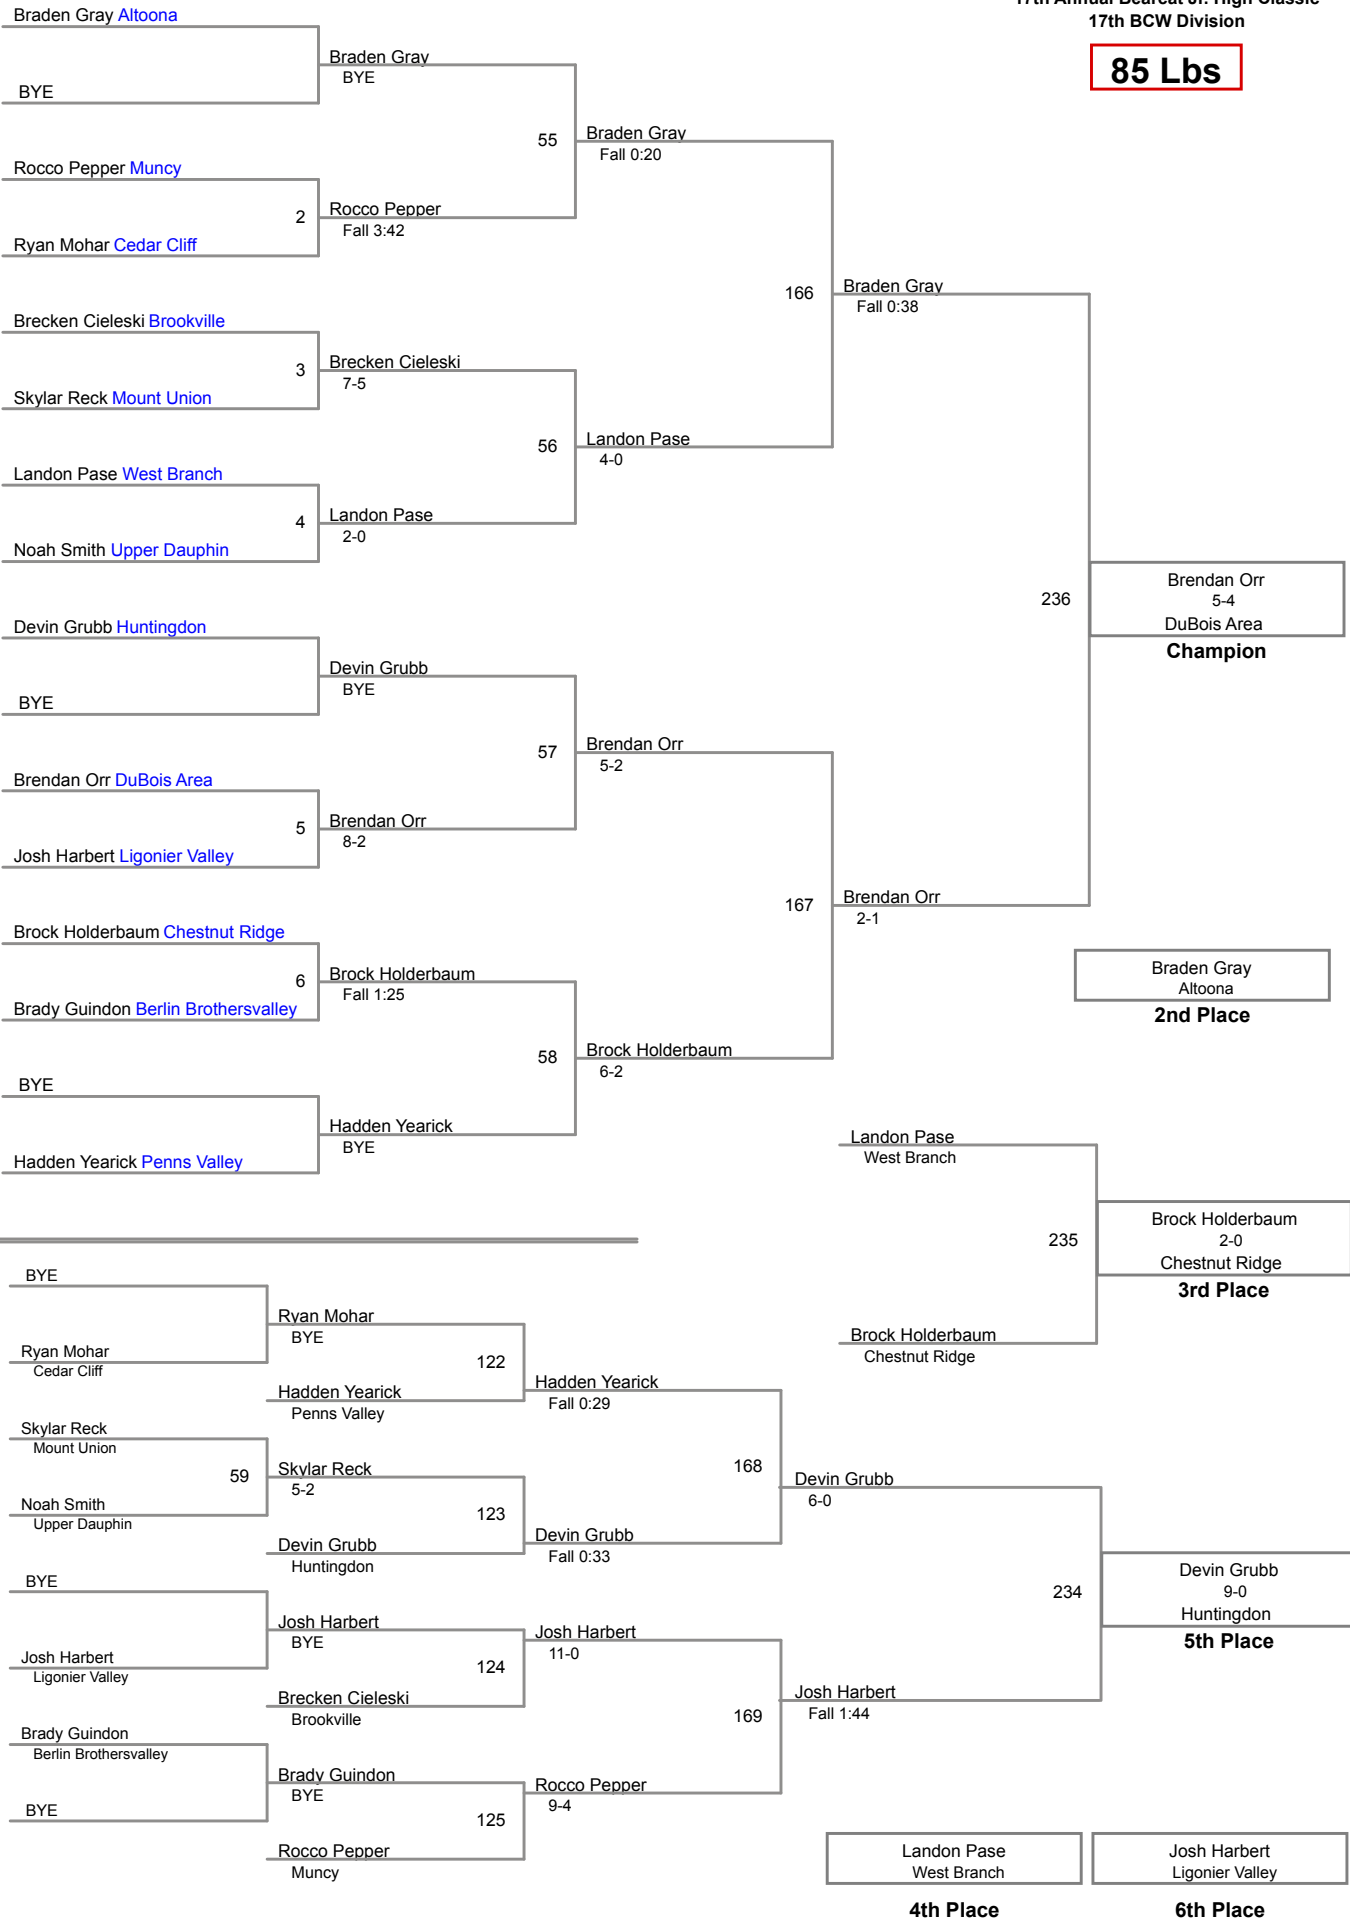 17th Annual Bearcat Jr. High Classic
17th BCW Division
85 Lbs
Braden Gray Altoona
BYE
Rocco Pepper Muncy
2
Ryan Mohar Cedar Cliff
Brecken Cieleski Brookville
3
Skylar Reck Mount Union
Landon Pase West Branch
4
Noah Smith Upper Dauphin
Devin Grubb Huntingdon
BYE
Brendan Orr DuBois Area
5
Josh Harbert Ligonier Valley
Brock Holderbaum Chestnut Ridge
6
Brady Guindon Berlin Brothersvalley
BYE
Hadden Yearick Penns Valley
Braden Gray
BYE
55
Rocco Pepper
Fall 3:42
Brecken Cieleski
7-5
56
Landon Pase
2-0
Devin Grubb
BYE
57
Brendan Orr
8-2
Brock Holderbaum
Fall 1:25
58
Hadden Yearick
BYE
Braden Gray
Fall 0:20
166
Landon Pase
4-0
Brendan Orr
5-2
167
Brock Holderbaum
6-2
Braden Gray
Fall 0:38
236
Brendan Orr
2-1
Brendan Orr
5-4
DuBois Area
Champion
Braden Gray
Altoona
2nd Place
Landon Pase
West Branch
235
Brock Holderbaum
Chestnut Ridge
Brock Holderbaum
2-0
Chestnut Ridge
3rd Place
BYE
Ryan Mohar
Cedar Cliff
Skylar Reck
Mount Union
59
Noah Smith
Upper Dauphin
BYE
Josh Harbert
Ligonier Valley
Brady Guindon
Berlin Brothersvalley
BYE
Ryan Mohar
BYE
122
Hadden Yearick
Penns Valley
Skylar Reck
5-2
123
Devin Grubb
Huntingdon
Josh Harbert
BYE
124
Brecken Cieleski
Brookville
Brady Guindon
BYE
125
Rocco Pepper
Muncy
Hadden Yearick
Fall 0:29
168
Devin Grubb
Fall 0:33
Josh Harbert
11-0
169
Rocco Pepper
9-4
Devin Grubb
6-0
234
Josh Harbert
Fall 1:44
Devin Grubb
9-0
Huntingdon
5th Place
Landon Pase
West Branch
4th Place
Josh Harbert
Ligonier Valley
6th Place